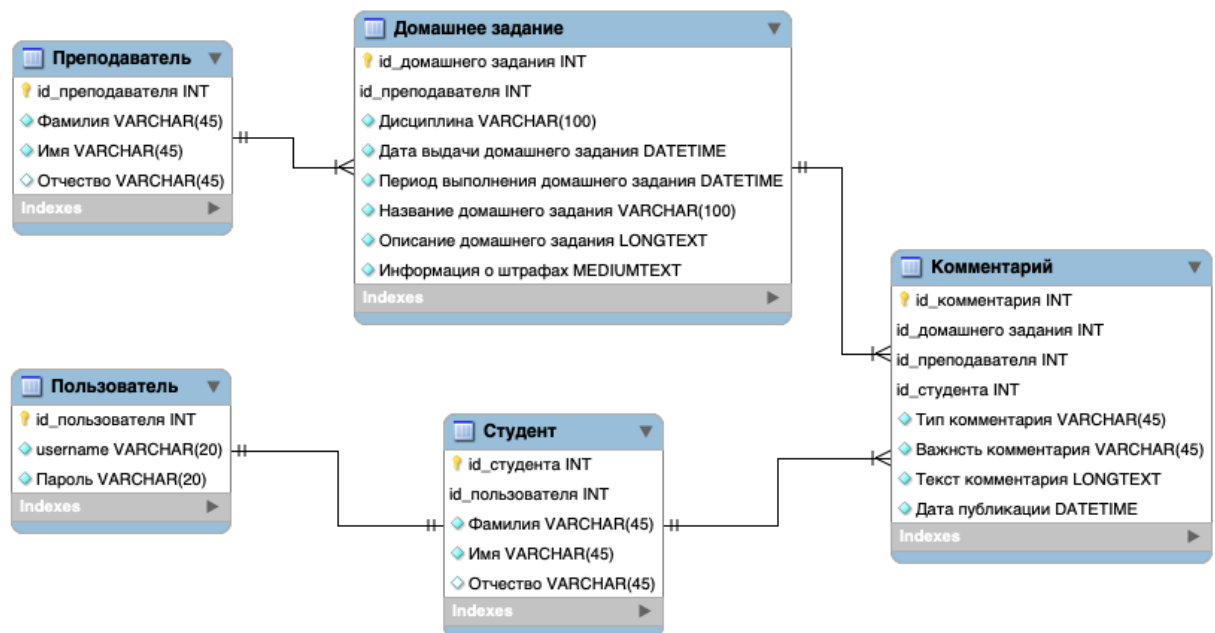 Преподаватель
id_преподавателя INT
Фамилия VARCHAR(45)
Имя VARCHAR(45)
Отчество VARCHAR(45)
Indexes
Домашнее задание
id_домашнего задания INT
id_преподавателя INT
Дисциплина VARCHAR(100)
Дата выдачи домашнего задания DATETIME
Период выполнения домашнего задания DATETIME
Название домашнего задания VARCHAR(100)
Описание домашнего задания LONGTEXT
Информация о штрафах MEDIUMTEXT
Indexes
Комментарий
id_комментария INT
id_домашнего задания INT
id_преподавателя INT
id_студента INT
Тип комментария VARCHAR(45)
Важнсть комментария VARCHAR(45)
Текст комментария LONGTEXT
Дата публикации DATETIME
Indexes
Пользователь
id_пользователя INT
username VARCHAR(20)
Пароль VARCHAR(20)
Indexes
Студент
id_студента INT
id_пользователя INT
Фамилия VARCHAR(45)
Имя VARCHAR(45)
Отчество VARCHAR(45)
Indexes